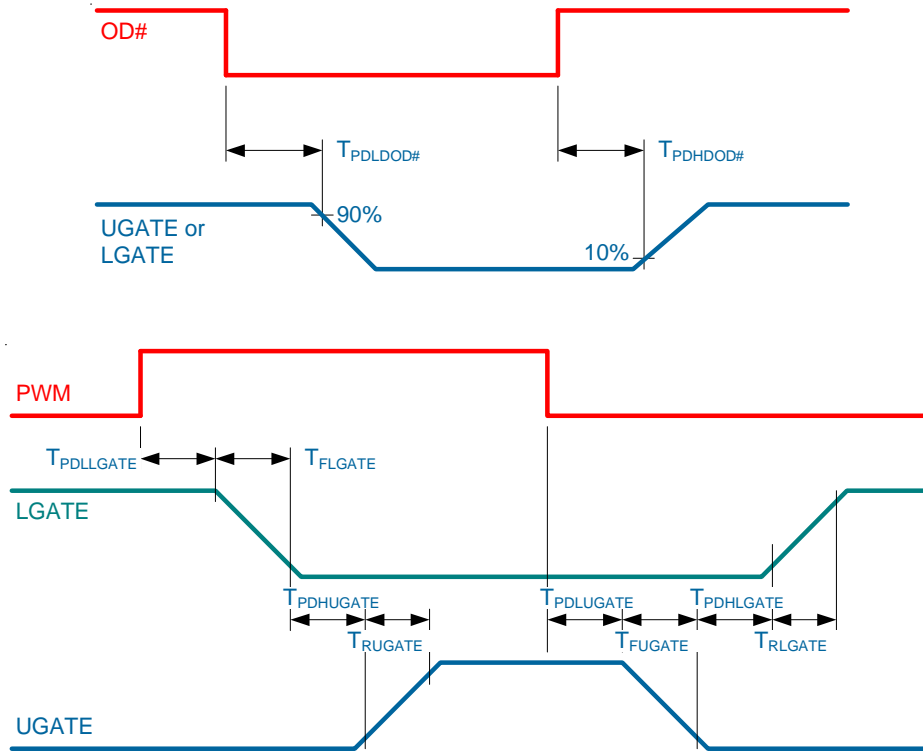 OD#
TPDLDOD#
TPDHDOD#
90%
UGATE or
LGATE
10%
PWM
TPDLLGATE
TFLGATE
LGATE
TPDHUGATE
TPDLUGATE
TPDHLGATE
TRUGATE
TFUGATE
TRLGATE
UGATE